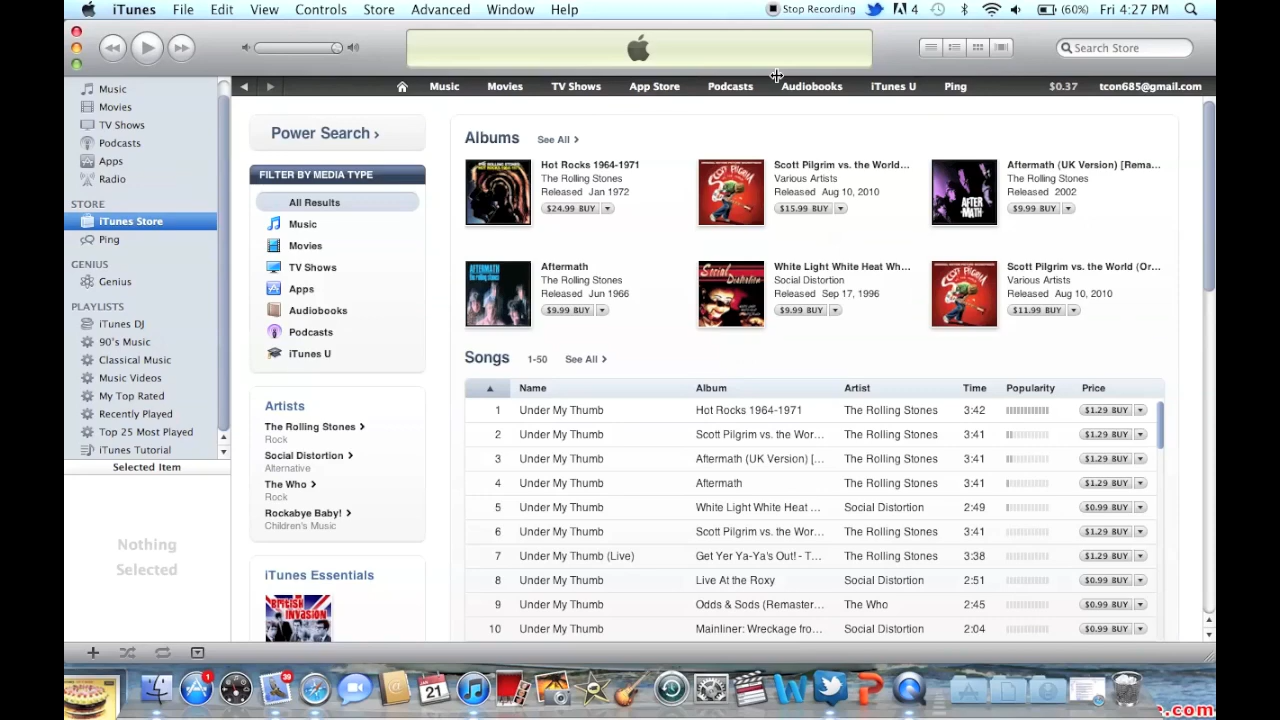 iTunes File Edit View Controls Store Advanced Window Help Stop Recording 4 (60%) Fri 4:27 PM
Search Store
Music Movies TV Shows App Store Podcasts Audiobooks iTunes U Ping $0.37 tcon685@gmail.com
Music
Movies
TV Shows
Podcasts
Apps
Radio
STORE
iTunes Store
Ping
GENIUS
Genius
PLAYLISTS
iTunes DJ
90's Music
Classical Music
Music Videos
My Top Rated
Recently Played
Top 25 Most Played
iTunes Tutorial
Selected Item
Nothing
Selected
Power Search ›
FILTER BY MEDIA TYPE
All Results
Music
Movies
TV Shows
Apps
Audiobooks
Podcasts
iTunes U
Artists
The Rolling Stones
Rock
Social Distortion
Alternative
The Who
Rock
Rockabye Baby!
Children's Music
iTunes Essentials
BRITISH
INVASION
Albums See All
Hot Rocks 1964-1971
The Rolling Stones
Released Jan 1972
$24.99 BUY
Scott Pilgrim vs. the World...
Various Artists
Released Aug 10, 2010
$15.99 BUY
AFTER
MATH
Aftermath (UK Version) [Rema...
The Rolling Stones
Released 2002
$9.99 BUY
AFTERMATH
Aftermath
The Rolling Stones
Released Jun 1966
$9.99 BUY
Social Distortion
White Light White Heat Wh...
Social Distortion
Released Sep 17, 1996
$9.99 BUY
Scott Pilgrim vs. the World (Or...
Various Artists
Released Aug 10, 2010
$11.99 BUY
Songs 1-50 See All
Name Album Artist Time Popularity Price
1 Under My Thumb Hot Rocks 1964-1971 The Rolling Stones 3:42 $1.29 BUY
2 Under My Thumb Scott Pilgrim vs. the Wor... The Rolling Stones 3:41 $1.29 BUY
3 Under My Thumb Aftermath (UK Version) [... The Rolling Stones 3:41 $1.29 BUY
4 Under My Thumb Aftermath The Rolling Stones 3:41 $1.29 BUY
5 Under My Thumb White Light White Heat ... Social Distortion 2:49 $0.99 BUY
6 Under My Thumb Scott Pilgrim vs. the Wor... The Rolling Stones 3:41 $1.29 BUY
7 Under My Thumb (Live) Get Yer Ya-Ya's Out! - T... The Rolling Stones 3:38 $1.29 BUY
8 Under My Thumb Live At the Roxy Social Distortion 2:51 $0.99 BUY
9 Under My Thumb Odds & Sods (Remaster... The Who 2:45 $0.99 BUY
10 Under My Thumb Mainliner: Wreckage fro... Social Distortion 2:04 $0.99 BUY
1 39 21
e.com